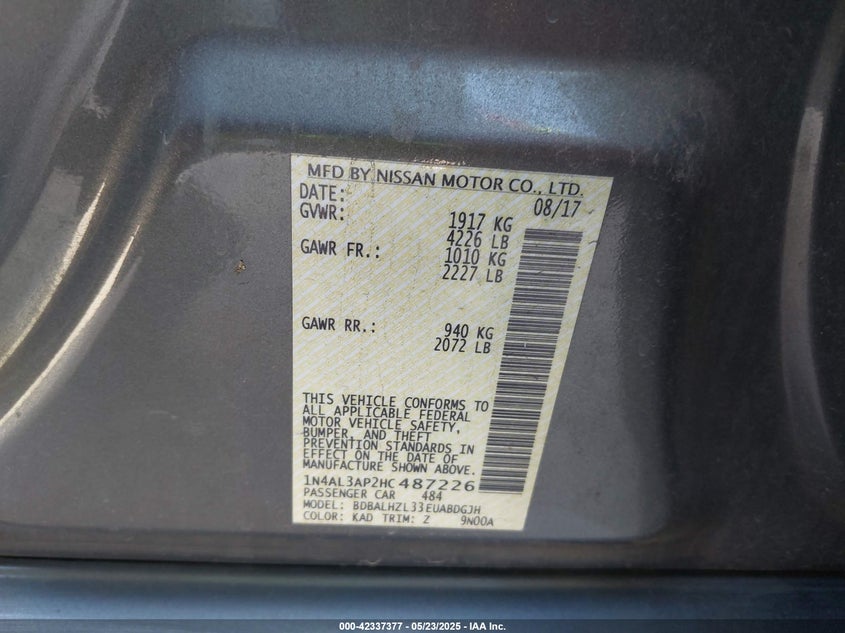 MFD BY NISSAN MOTOR CO., LTD.
DATE: 08/17
GVWR: 1917 KG
4226 LB
GAWR FR.: 1010 KG
2227 LB
GAWR RR.: 940 KG
2072 LB
THIS VEHICLE CONFORMS TO
ALL APPLICABLE FEDERAL
MOTOR VEHICLE SAFETY,
BUMPER, AND THEFT
PREVENTION STANDARDS IN
EFFECT ON THE DATE OF
MANUFACTURE SHOWN ABOVE.
1N4AL3AP2HC487226
PASSENGER CAR 484
MODEL: BDBALHZL33EUABDGJH
COLOR: KAD TRIM: Z 9N00A
000-42337377 - 05/23/2025 - IAA Inc.